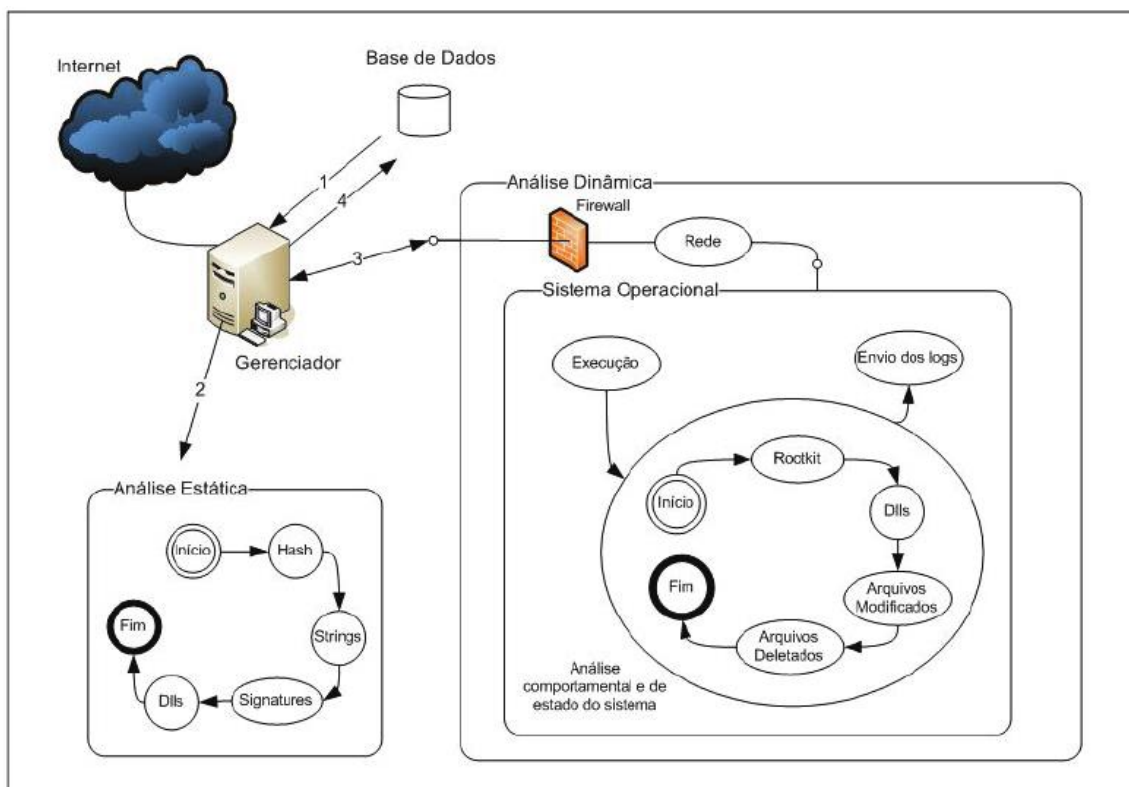 Internet
Base de Dados
1
4
3
Gerenciador
2
Análise Dinâmica
Firewall
Rede
Sistema Operacional
Execução
Envio dos logs
Início
Rootkit
Dlls
Arquivos
Modificados
Arquivos
Deletados
Fim
Análise
comportamental e de
estado do sistema
Análise Estática
Início
Hash
Strings
Signatures
Dlls
Fim